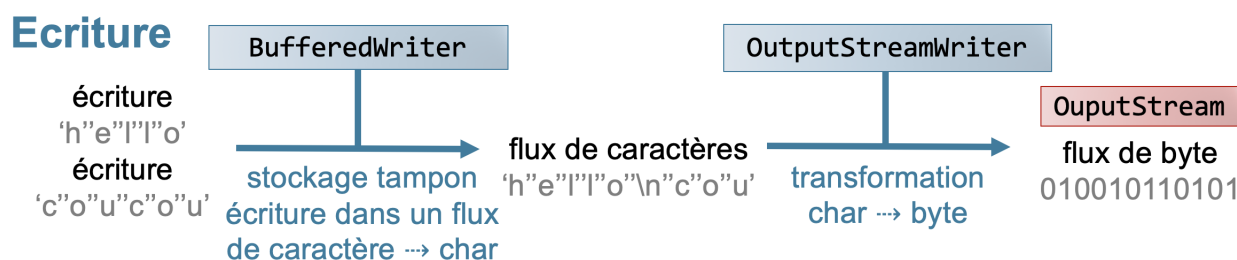 Ecriture
BufferedWriter
OutputStreamWriter
écriture
‘h’’e’’l’’l’’o’
écriture
‘c’’o’’u’’c’’o’’u’
stockage tampon
écriture dans un flux
de caractère ⇢ char
flux de caractères
‘h’’e’’l’’l’’o’’\n’’c’’o’’u’
transformation
char ⇢ byte
OuputStream
flux de byte
010010110101